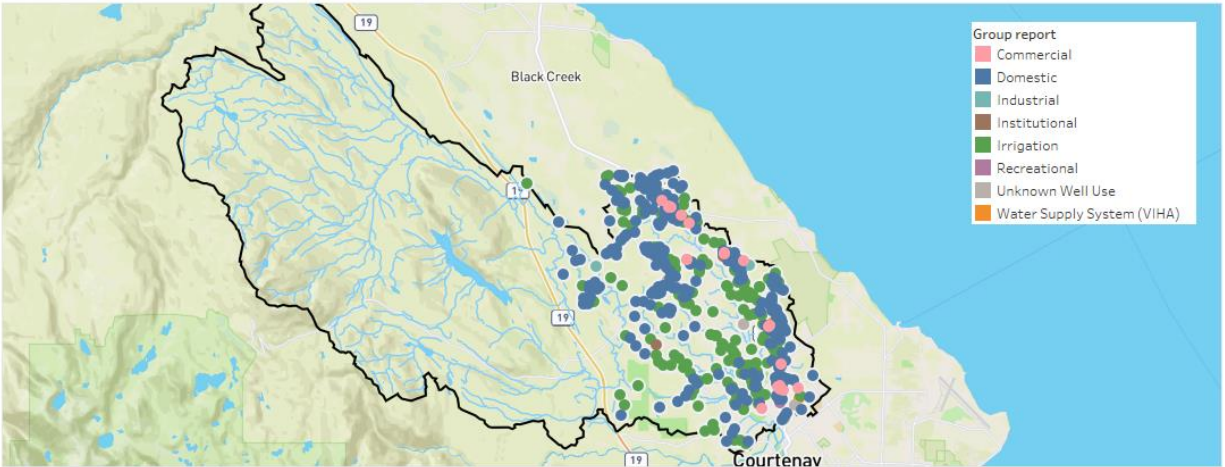 19
Black Creek
19
19
19
Courtenay
Group report
Commercial
Domestic
Industrial
Institutional
Irrigation
Recreational
Unknown Well Use
Water Supply System (VIHA)